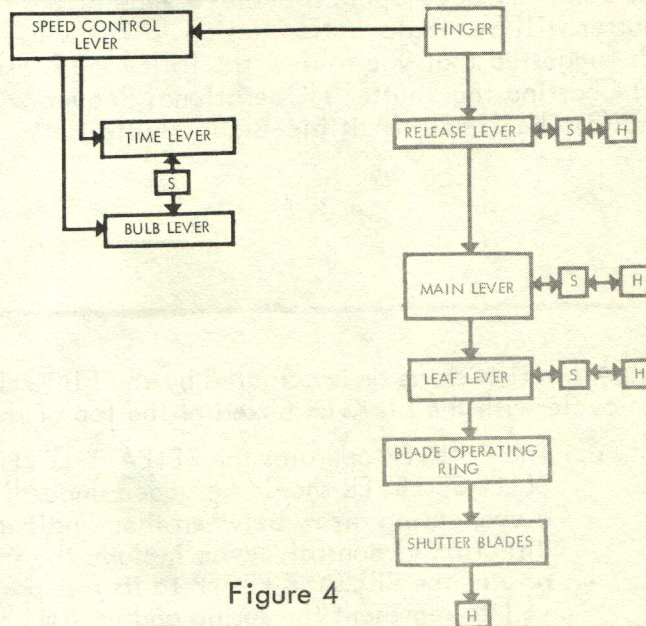 SPEED CONTROL
LEVER
FINGER
TIME LEVER
S
BULB LEVER
RELEASE LEVER
S
H
MAIN LEVER
S
H
LEAF LEVER
S
H
BLADE OPERATING
RING
SHUTTER BLADES
H
Figure 4